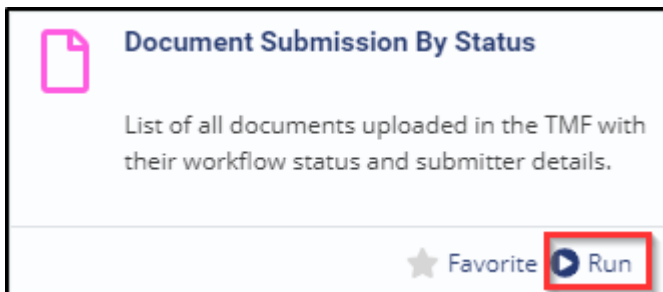 Document Submission By Status
List of all documents uploaded in the TMF with
their workflow status and submitter details.
Favorite Run